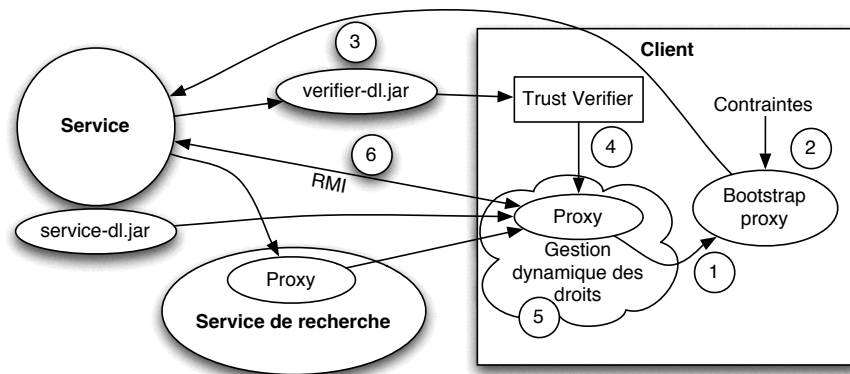 Client
3
verifier-dl.jar
Trust Verifier
Contraintes
Service
6
4
2
RMI
Bootstrap
proxy
Proxy
service-dl.jar
Gestion
dynamique des
droits
1
Proxy
Service de recherche
5